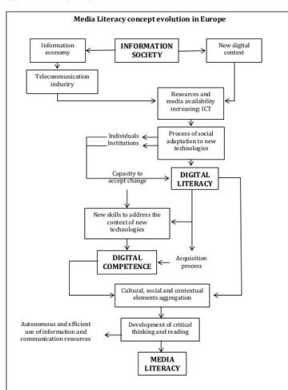 Media Literacy concept evolution in Europe
Information
economy
INFORMATION
SOCIETY
New digital
context
Telecommunication
industry
Resources and
media availability
increasing: ICT
Individuals
Institutions
Process of social
adaptation to new
technologies
Capacity to
accept change
DIGITAL
LITERACY
New skills to address the
context of new
technologies
DIGITAL
COMPETENCE
Acquisition
process
Cultural, social and contextual
elements aggregation
Autonomous and efficient
use of information and
communication resources
Development of critical
thinking and reading
MEDIA
LITERACY